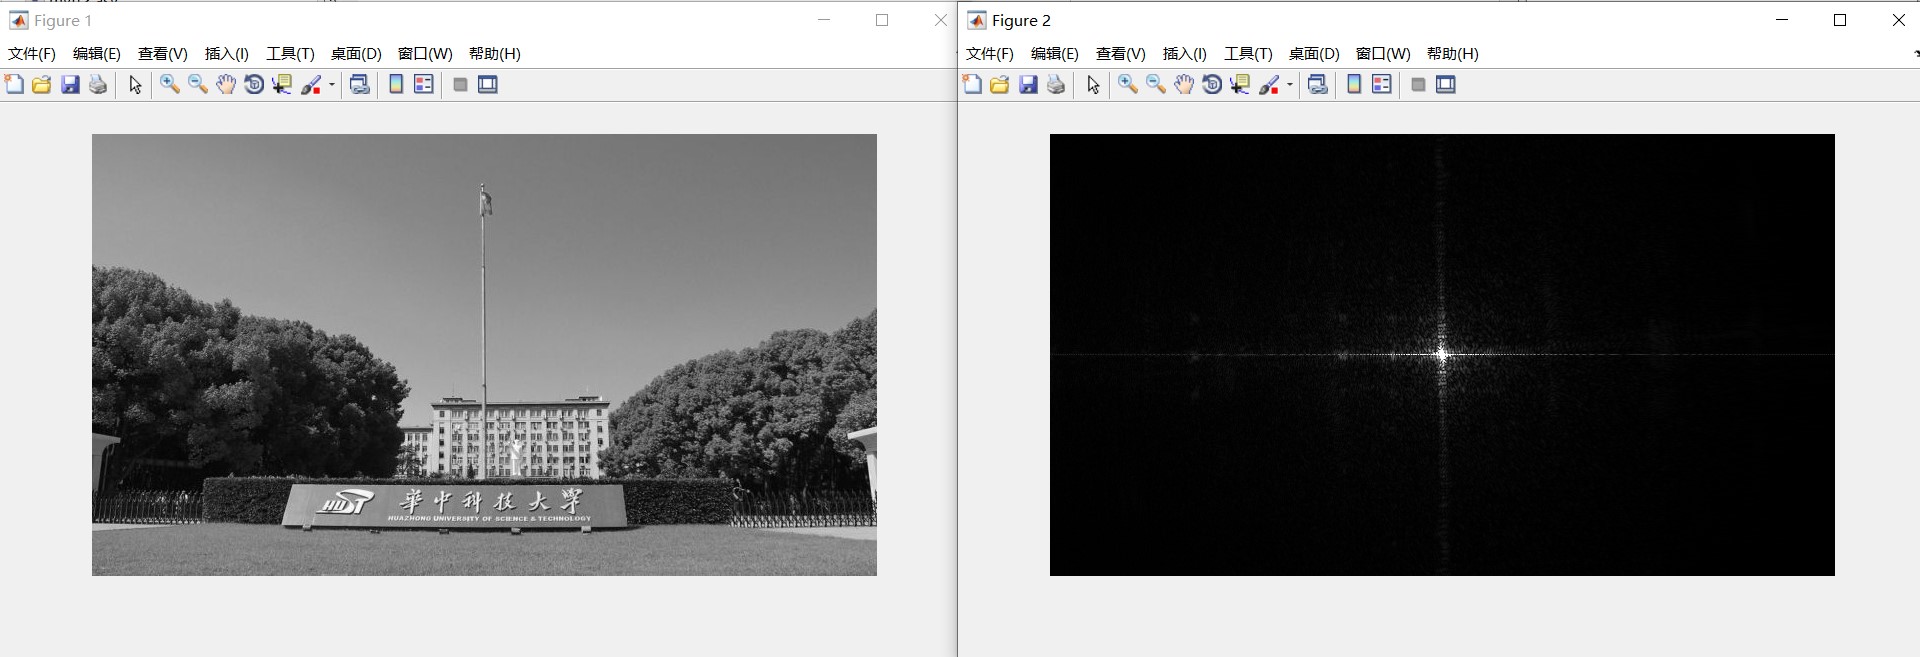 Figure 1
文件(F) 编辑(E) 查看(V) 插入(I) 工具(T) 桌面(D) 窗口(W) 帮助(H)
HUST 華中科技大學
HUAZHONG UNIVERSITY OF SCIENCE & TECHNOLOGY
Figure 2
文件(F) 编辑(E) 查看(V) 插入(I) 工具(T) 桌面(D) 窗口(W) 帮助(H)